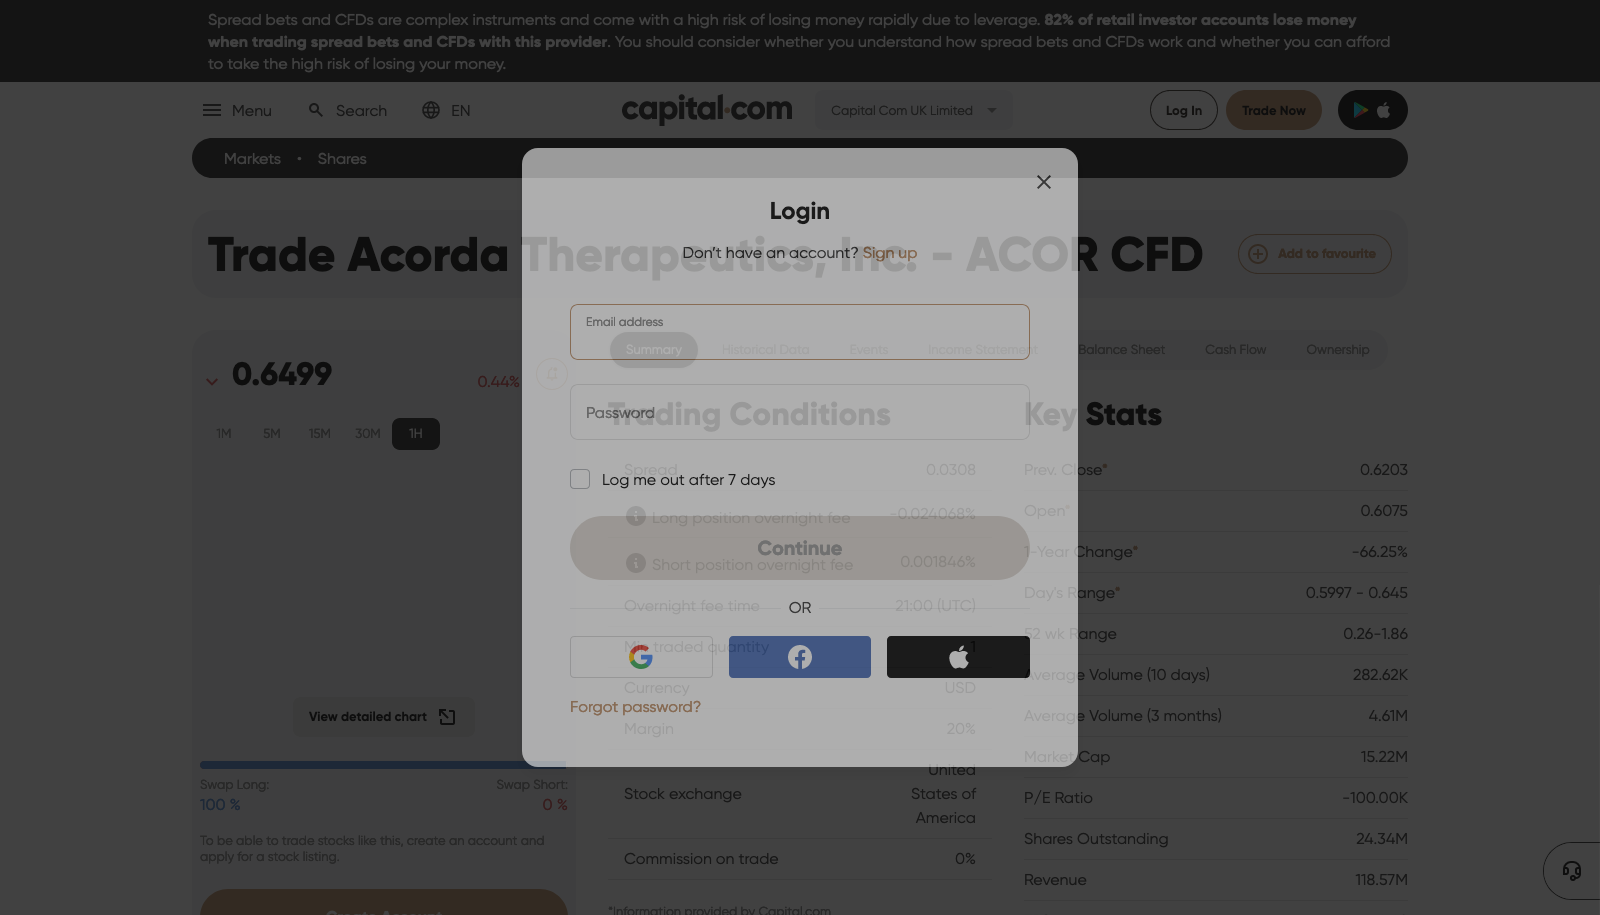 Spread bets and CFDs are complex instruments and come with a high risk of losing money rapidly due to leverage. 82% of retail investor accounts lose money
when trading spread bets and CFDs with this provider. You should consider whether you understand how spread bets and CFDs work and whether you can afford
to take the high risk of losing your money.
Menu
Search
EN
capital.com
Capital Com UK Limited
Log In
Trade Now
Markets • Shares
Trade Acorda Therapeutics, Inc. - ACOR CFD
Add to favourite
Login
Don't have an account? Sign up
Email address
Password
Log me out after 7 days
Continue
OR
Forgot password?
0.6499
0.44%
1M 5M 15M 30M 1H
View detailed chart
Swap Long: Swap Short:
100 % 0 %
To be able to trade stocks like this, create an account and
apply for a stock listing.
Create Account
Summary Historical Data Events Income Statement Balance Sheet Cash Flow Ownership
Trading Conditions
Spread 0.0308
Long position overnight fee -0.024068%
Short position overnight fee 0.001846%
Overnight fee time 21:00 (UTC)
Min traded quantity 1
Currency USD
Margin 20%
Stock exchange United
States of
America
Commission on trade 0%
*Information provided by Capital.com
Key Stats
Prev. Close* 0.6203
Open* 0.6075
1-Year Change* -66.25%
Day's Range* 0.5997 - 0.645
52 wk Range 0.26-1.86
Average Volume (10 days) 282.62K
Average Volume (3 months) 4.61M
Market Cap 15.22M
P/E Ratio -100.00K
Shares Outstanding 24.34M
Revenue 118.57M